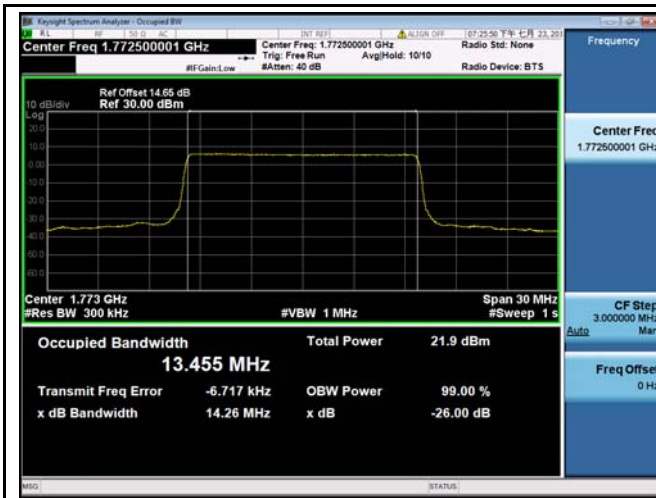 Keysight Spectrum Analyzer - Occupied BW
RL RF 50 Ω AC INT REF ALIGN OFF 07:25:50 下午 七月 23, 201
Center Freq 1.772500001 GHz
Center Freq: 1.772500001 GHz
Radio Std: None
Trig: Free Run Avg|Hold: 10/10
#IFGain:Low
#Atten: 40 dB
Radio Device: BTS
Frequency
Ref Offset 14.65 dB
10 dB/div Ref 30.00 dBm
Log
20.0
10.0
0.00
10.0
20.0
30.0
40.0
50.0
60.0
Center 1.773 GHz Span 30 MHz
#Res BW 300 kHz #VBW 1 MHz #Sweep 1 s
Occupied Bandwidth Total Power 21.9 dBm
13.455 MHz
Transmit Freq Error -6.717 kHz OBW Power 99.00 %
x dB Bandwidth 14.26 MHz x dB -26.00 dB
Center Freq
1.772500001 GHz
CF Step
3.000000 MHz
Auto Man
Freq Offset
0 Hz
MSG STATUS